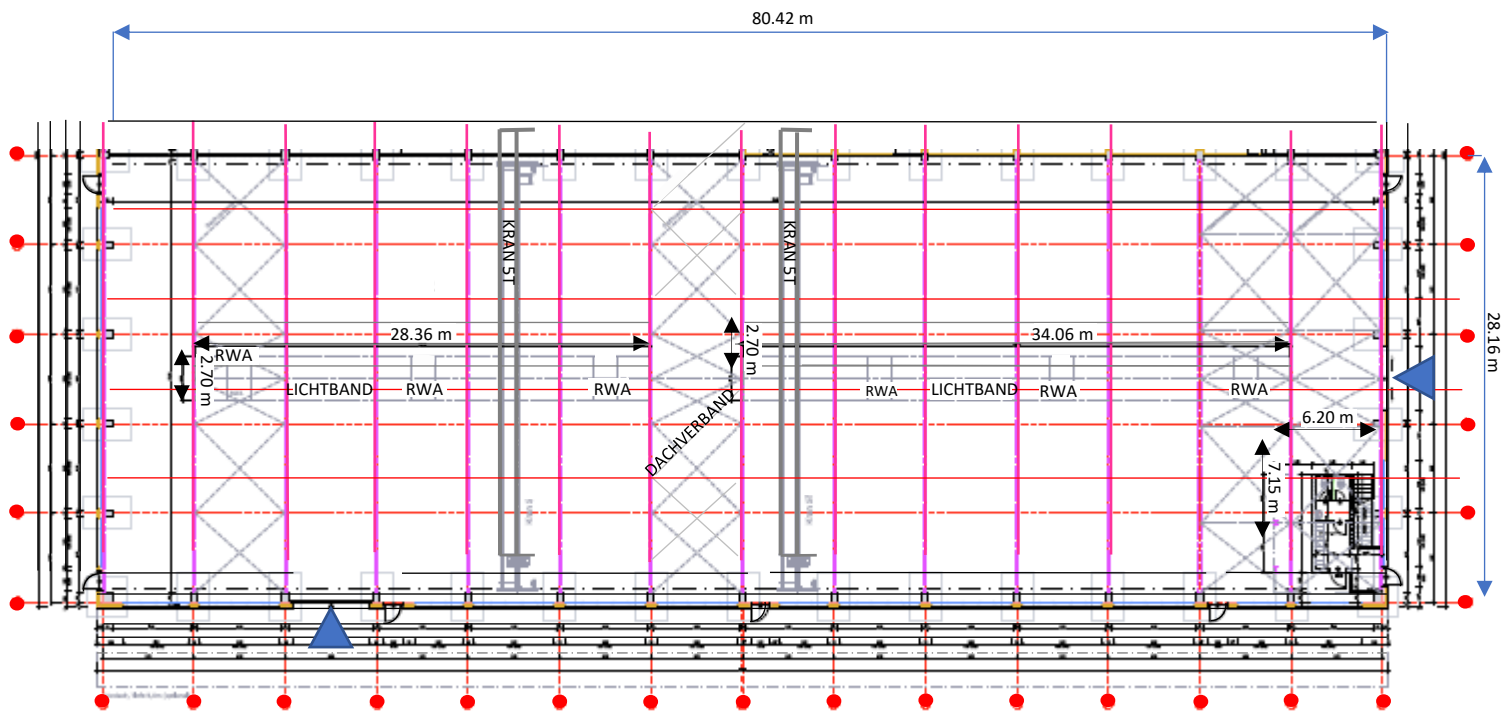 80.42 m
KRAN 5T
KRAN 5T
28.16 m
28.36 m
2.70 m
34.06 m
RWA
2.70 m
LICHTBAND
RWA
RWA
RWA
LICHTBAND
RWA
RWA
DACHVERBAND
6.20 m
7.15 m